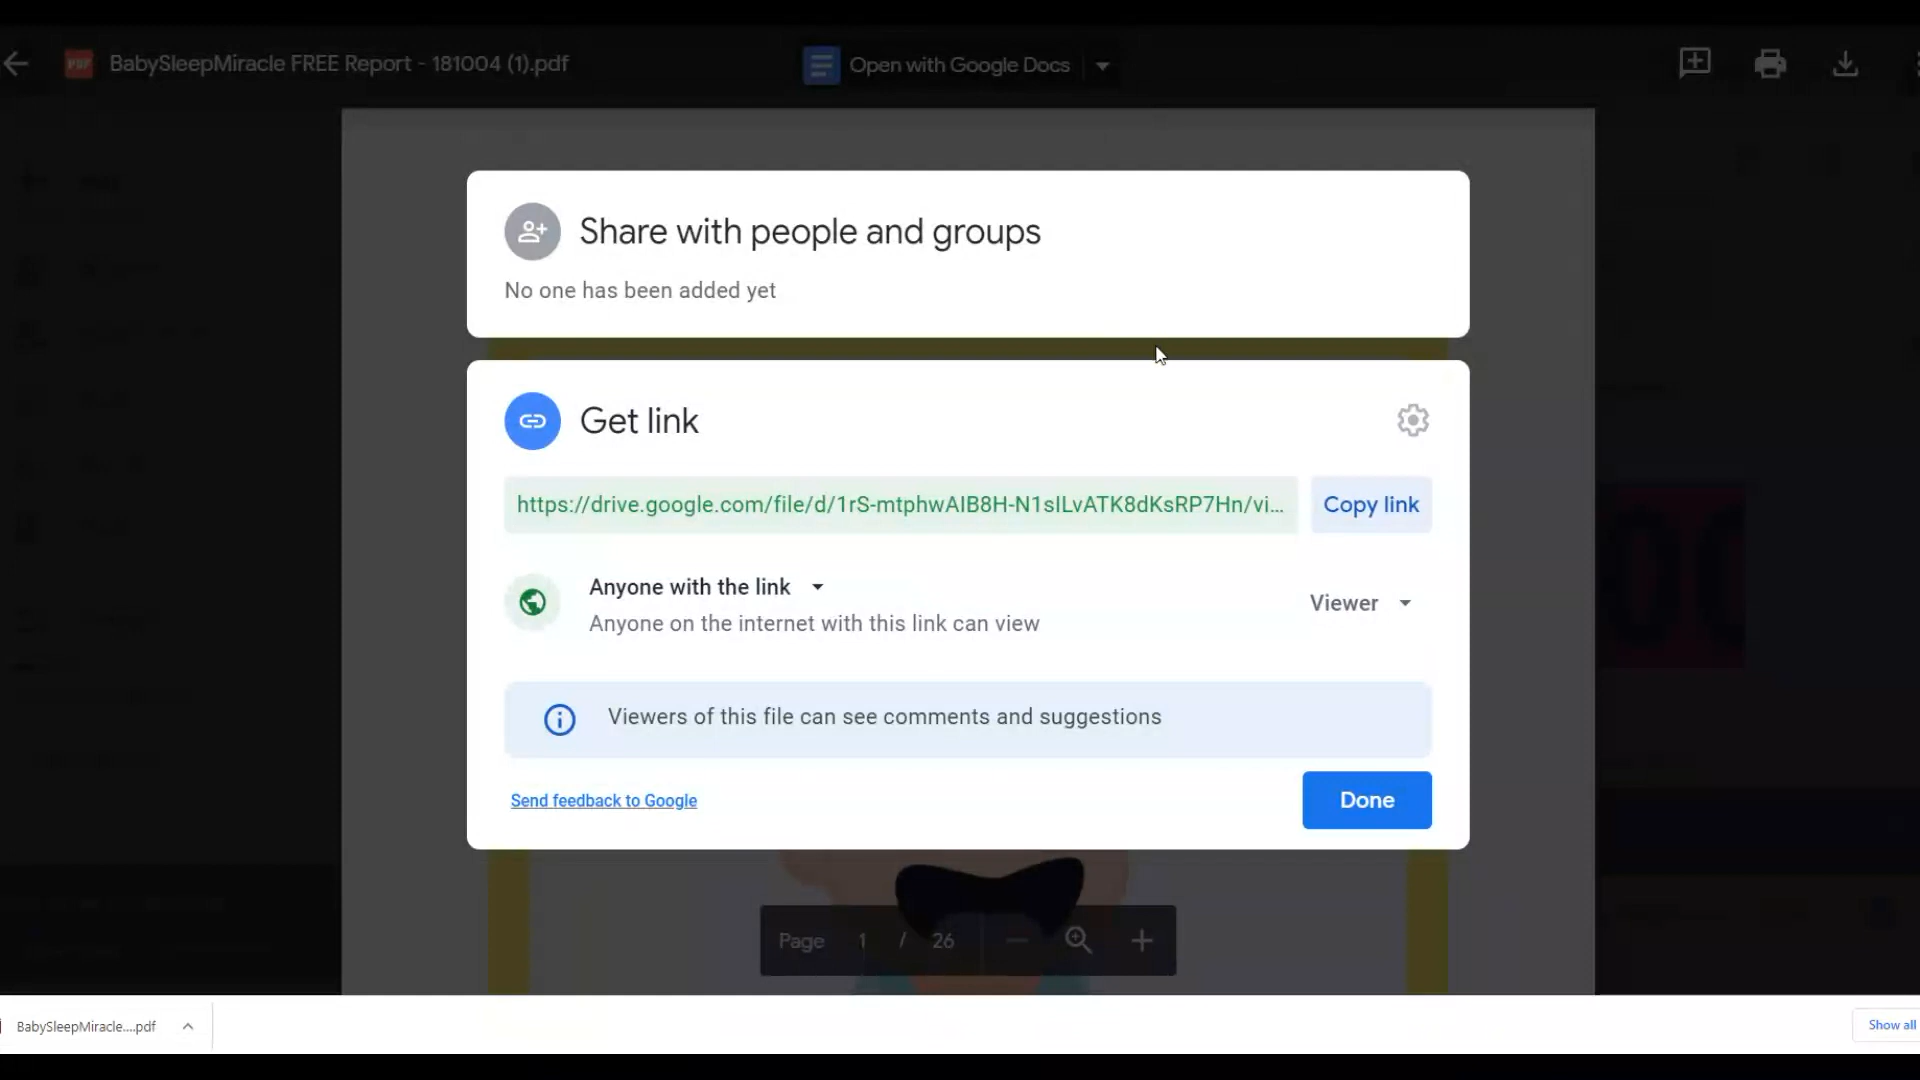 PDF BabySleepMiracle FREE Report - 181004 (1).pdf
Open with Google Docs
Share with people and groups
No one has been added yet
Get link
https://drive.google.com/file/d/1rS-mtphwAIB8H-N1sILvATK8dKsRP7Hn/vi...
Copy link
Anyone with the link
Anyone on the internet with this link can view
Viewer
Viewers of this file can see comments and suggestions
Send feedback to Google
Done
Page 1 / 26
BabySleepMiracle....pdf
Show all